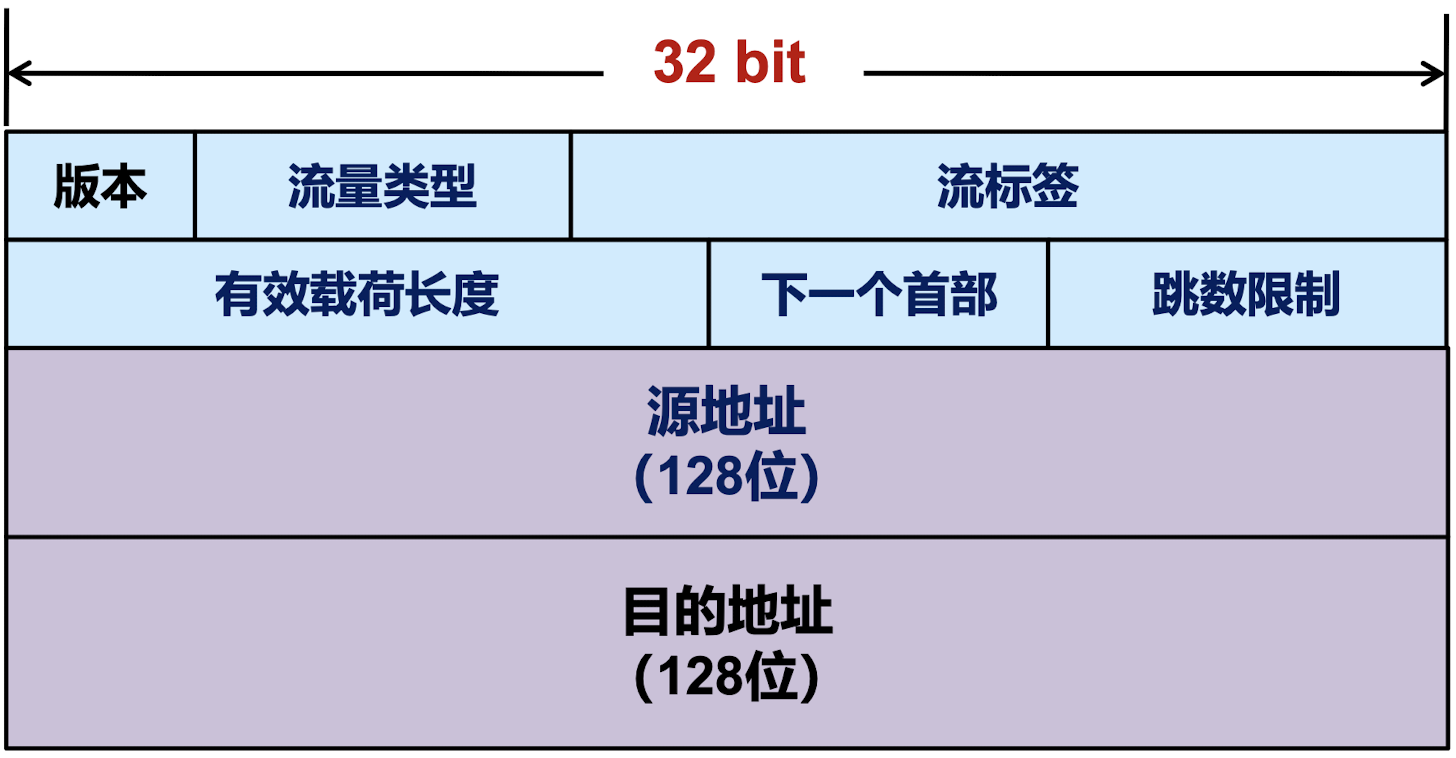 32 bit
版本 流量类型 流标签
有效载荷长度 下一个首部 跳数限制
源地址
(128位)
目的地址
(128位)